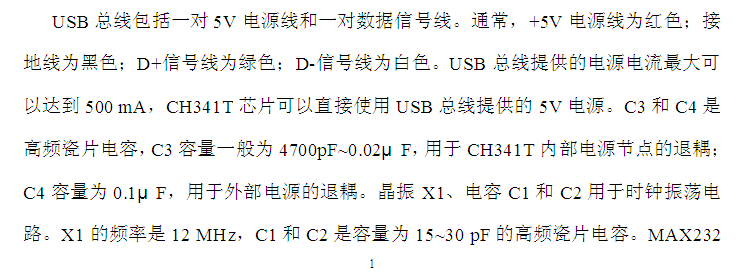 USB 总线包括一对 5V 电源线和一对数据信号线。通常，+5V 电源线为红色；接
地线为黑色；D+信号线为绿色；D-信号线为白色。USB 总线提供的电源电流最大可
以达到 500 mA，CH341T 芯片可以直接使用 USB 总线提供的 5V 电源。C3 和 C4 是
高频瓷片电容，C3 容量一般为 4700pF~0.02μ F，用于 CH341T 内部电源节点的退耦；
C4 容量为 0.1μ F，用于外部电源的退耦。晶振 X1、电容 C1 和 C2 用于时钟振荡电
路。X1 的频率是 12 MHz，C1 和 C2 是容量为 15~30 pF 的高频瓷片电容。MAX232
1